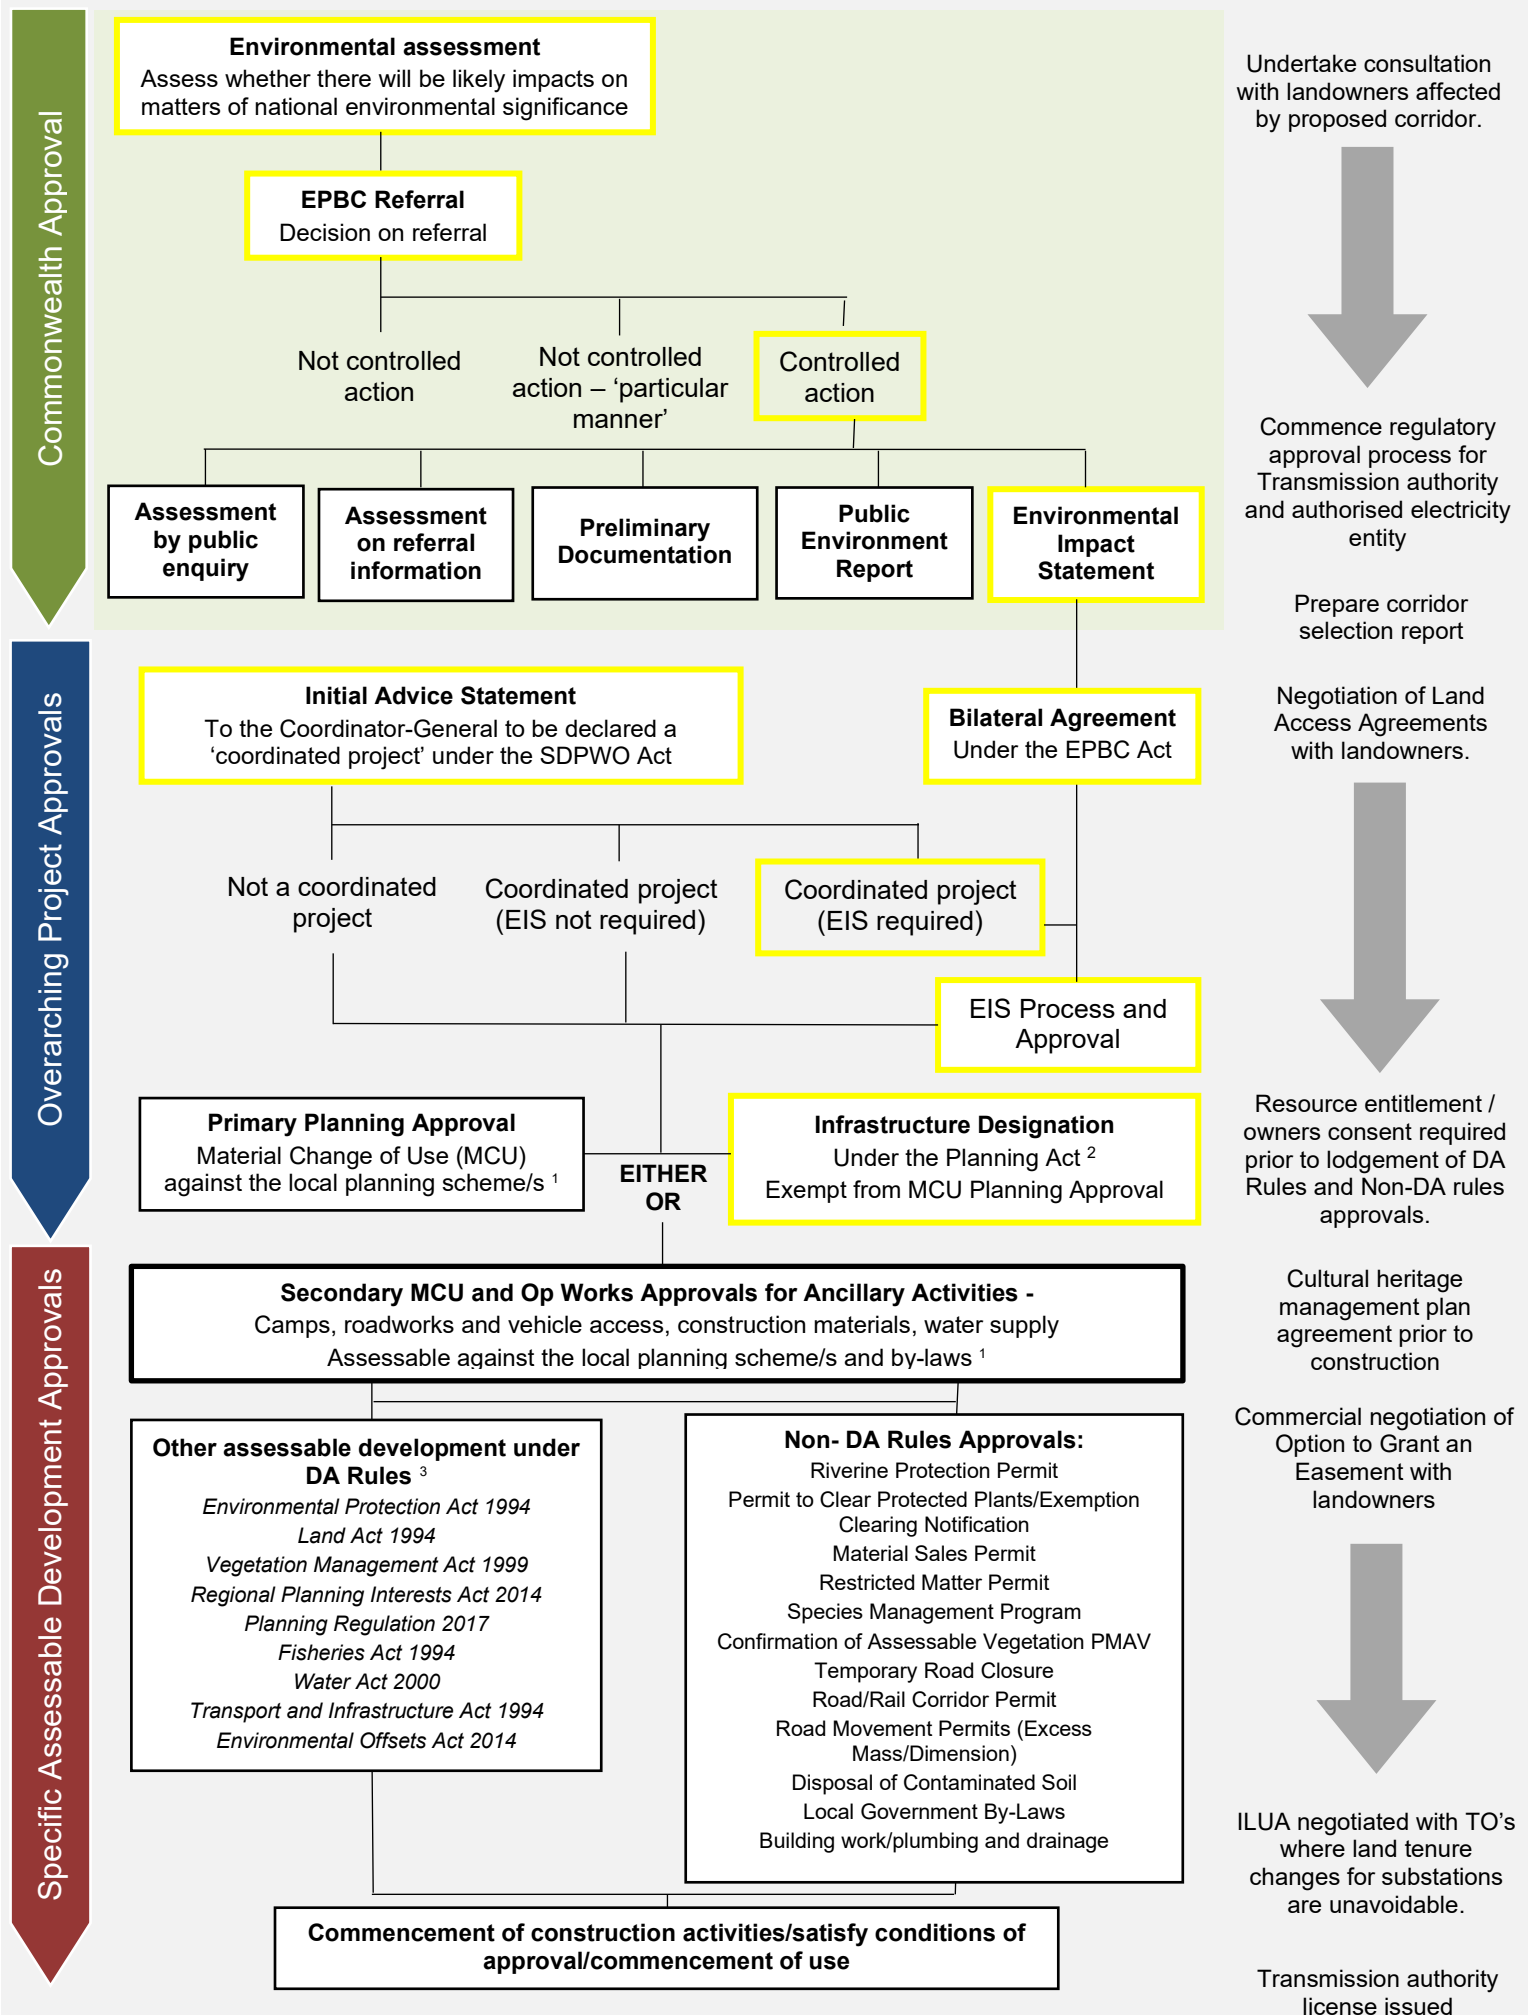 Commonwealth Approval
Environmental assessment
Assess whether there will be likely impacts on
matters of national environmental significance
EPBC Referral
Decision on referral
Not controlled
action
Not controlled
action – ‘particular
manner’
Controlled
action
Assessment
by public
enquiry
Assessment
on referral
information
Preliminary
Documentation
Public
Environment
Report
Environmental
Impact
Statement
Overarching Project Approvals
Initial Advice Statement
To the Coordinator-General to be declared a
‘coordinated project’ under the SDPWO Act
Bilateral Agreement
Under the EPBC Act
Not a coordinated
project
Coordinated project
(EIS not required)
Coordinated project
(EIS required)
EIS Process and
Approval
Primary Planning Approval
Material Change of Use (MCU)
against the local planning scheme/s 1
EITHER
OR
Infrastructure Designation
Under the Planning Act 2
Exempt from MCU Planning Approval
Specific Assessable Development Approvals
Secondary MCU and Op Works Approvals for Ancillary Activities -
Camps, roadworks and vehicle access, construction materials, water supply
Assessable against the local planning scheme/s and by-laws 1
Other assessable development under
DA Rules 3
Environmental Protection Act 1994
Land Act 1994
Vegetation Management Act 1999
Regional Planning Interests Act 2014
Planning Regulation 2017
Fisheries Act 1994
Water Act 2000
Transport and Infrastructure Act 1994
Environmental Offsets Act 2014
Non- DA Rules Approvals:
Riverine Protection Permit
Permit to Clear Protected Plants/Exemption
Clearing Notification
Material Sales Permit
Restricted Matter Permit
Species Management Program
Confirmation of Assessable Vegetation PMAV
Temporary Road Closure
Road/Rail Corridor Permit
Road Movement Permits (Excess
Mass/Dimension)
Disposal of Contaminated Soil
Local Government By-Laws
Building work/plumbing and drainage
Commencement of construction activities/satisfy conditions of
approval/commencement of use
Undertake consultation
with landowners affected
by proposed corridor.
Commence regulatory
approval process for
Transmission authority
and authorised electricity
entity
Prepare corridor
selection report
Negotiation of Land
Access Agreements
with landowners.
Resource entitlement /
owners consent required
prior to lodgement of DA
Rules and Non-DA rules
approvals.
Cultural heritage
management plan
agreement prior to
construction
Commercial negotiation of
Option to Grant an
Easement with
landowners
ILUA negotiated with TO’s
where land tenure
changes for substations
are unavoidable.
Transmission authority
license issued